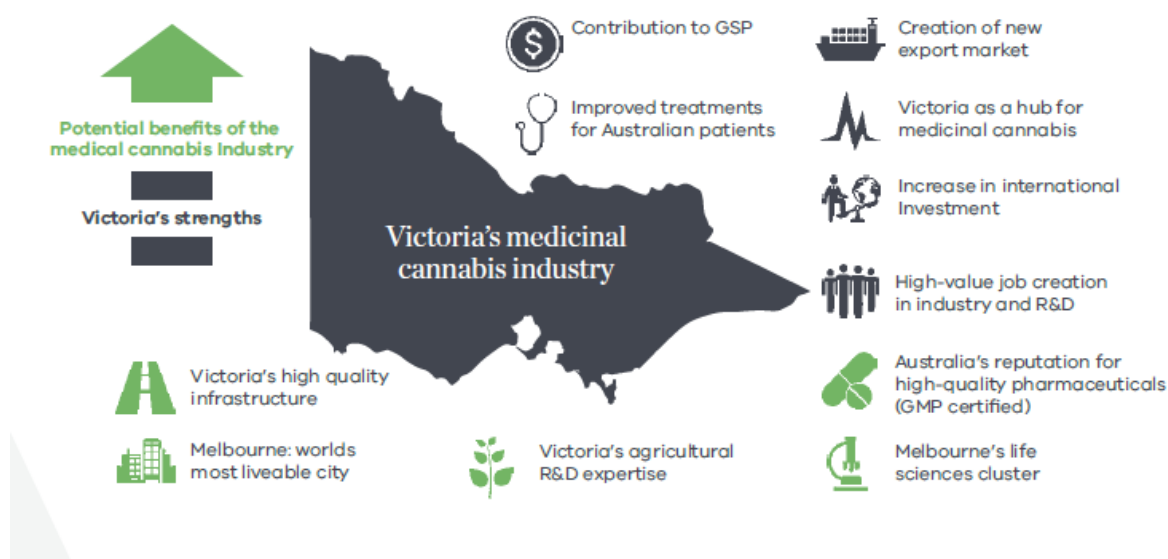 Potential benefits of the
medical cannabis Industry
Victoria's strengths
Victoria's medicinal
cannabis industry
$
Contribution to GSP
Improved treatments
for Australian patients
Creation of new
export market
Victoria as a hub for
medicinal cannabis
Increase in international
Investment
High-value job creation
in industry and R&D
Australia's reputation for
high-quality pharmaceuticals
(GMP certified)
Victoria's high quality
infrastructure
Melbourne: worlds
most liveable city
Victoria's agricultural
R&D expertise
Melbourne's life
sciences cluster